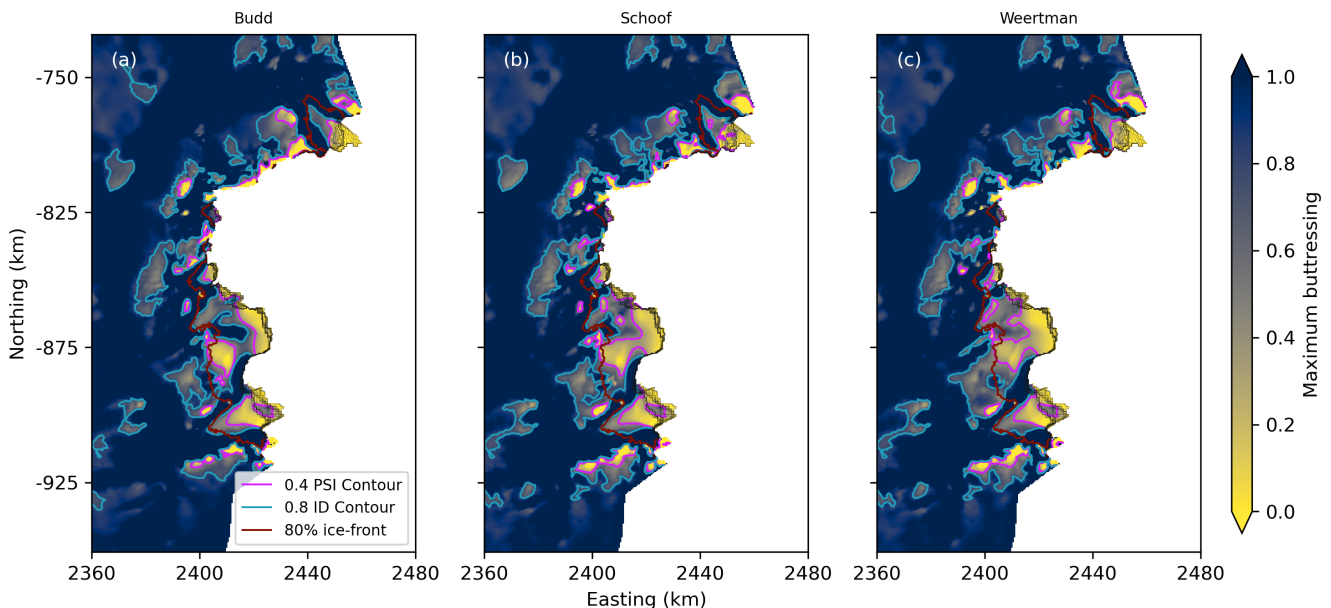 Budd
Schoof
Weertman
(a)
(b)
(c)
-750
-825
-875
-925
Northing (km)
0.4 PSI Contour
0.8 ID Contour
80% ice-front
2360
2400
2440
2480
2360
2400
2440
2480
2360
2400
2440
2480
Easting (km)
1.0
0.8
0.6
0.4
0.2
0.0
Maximum buttressing